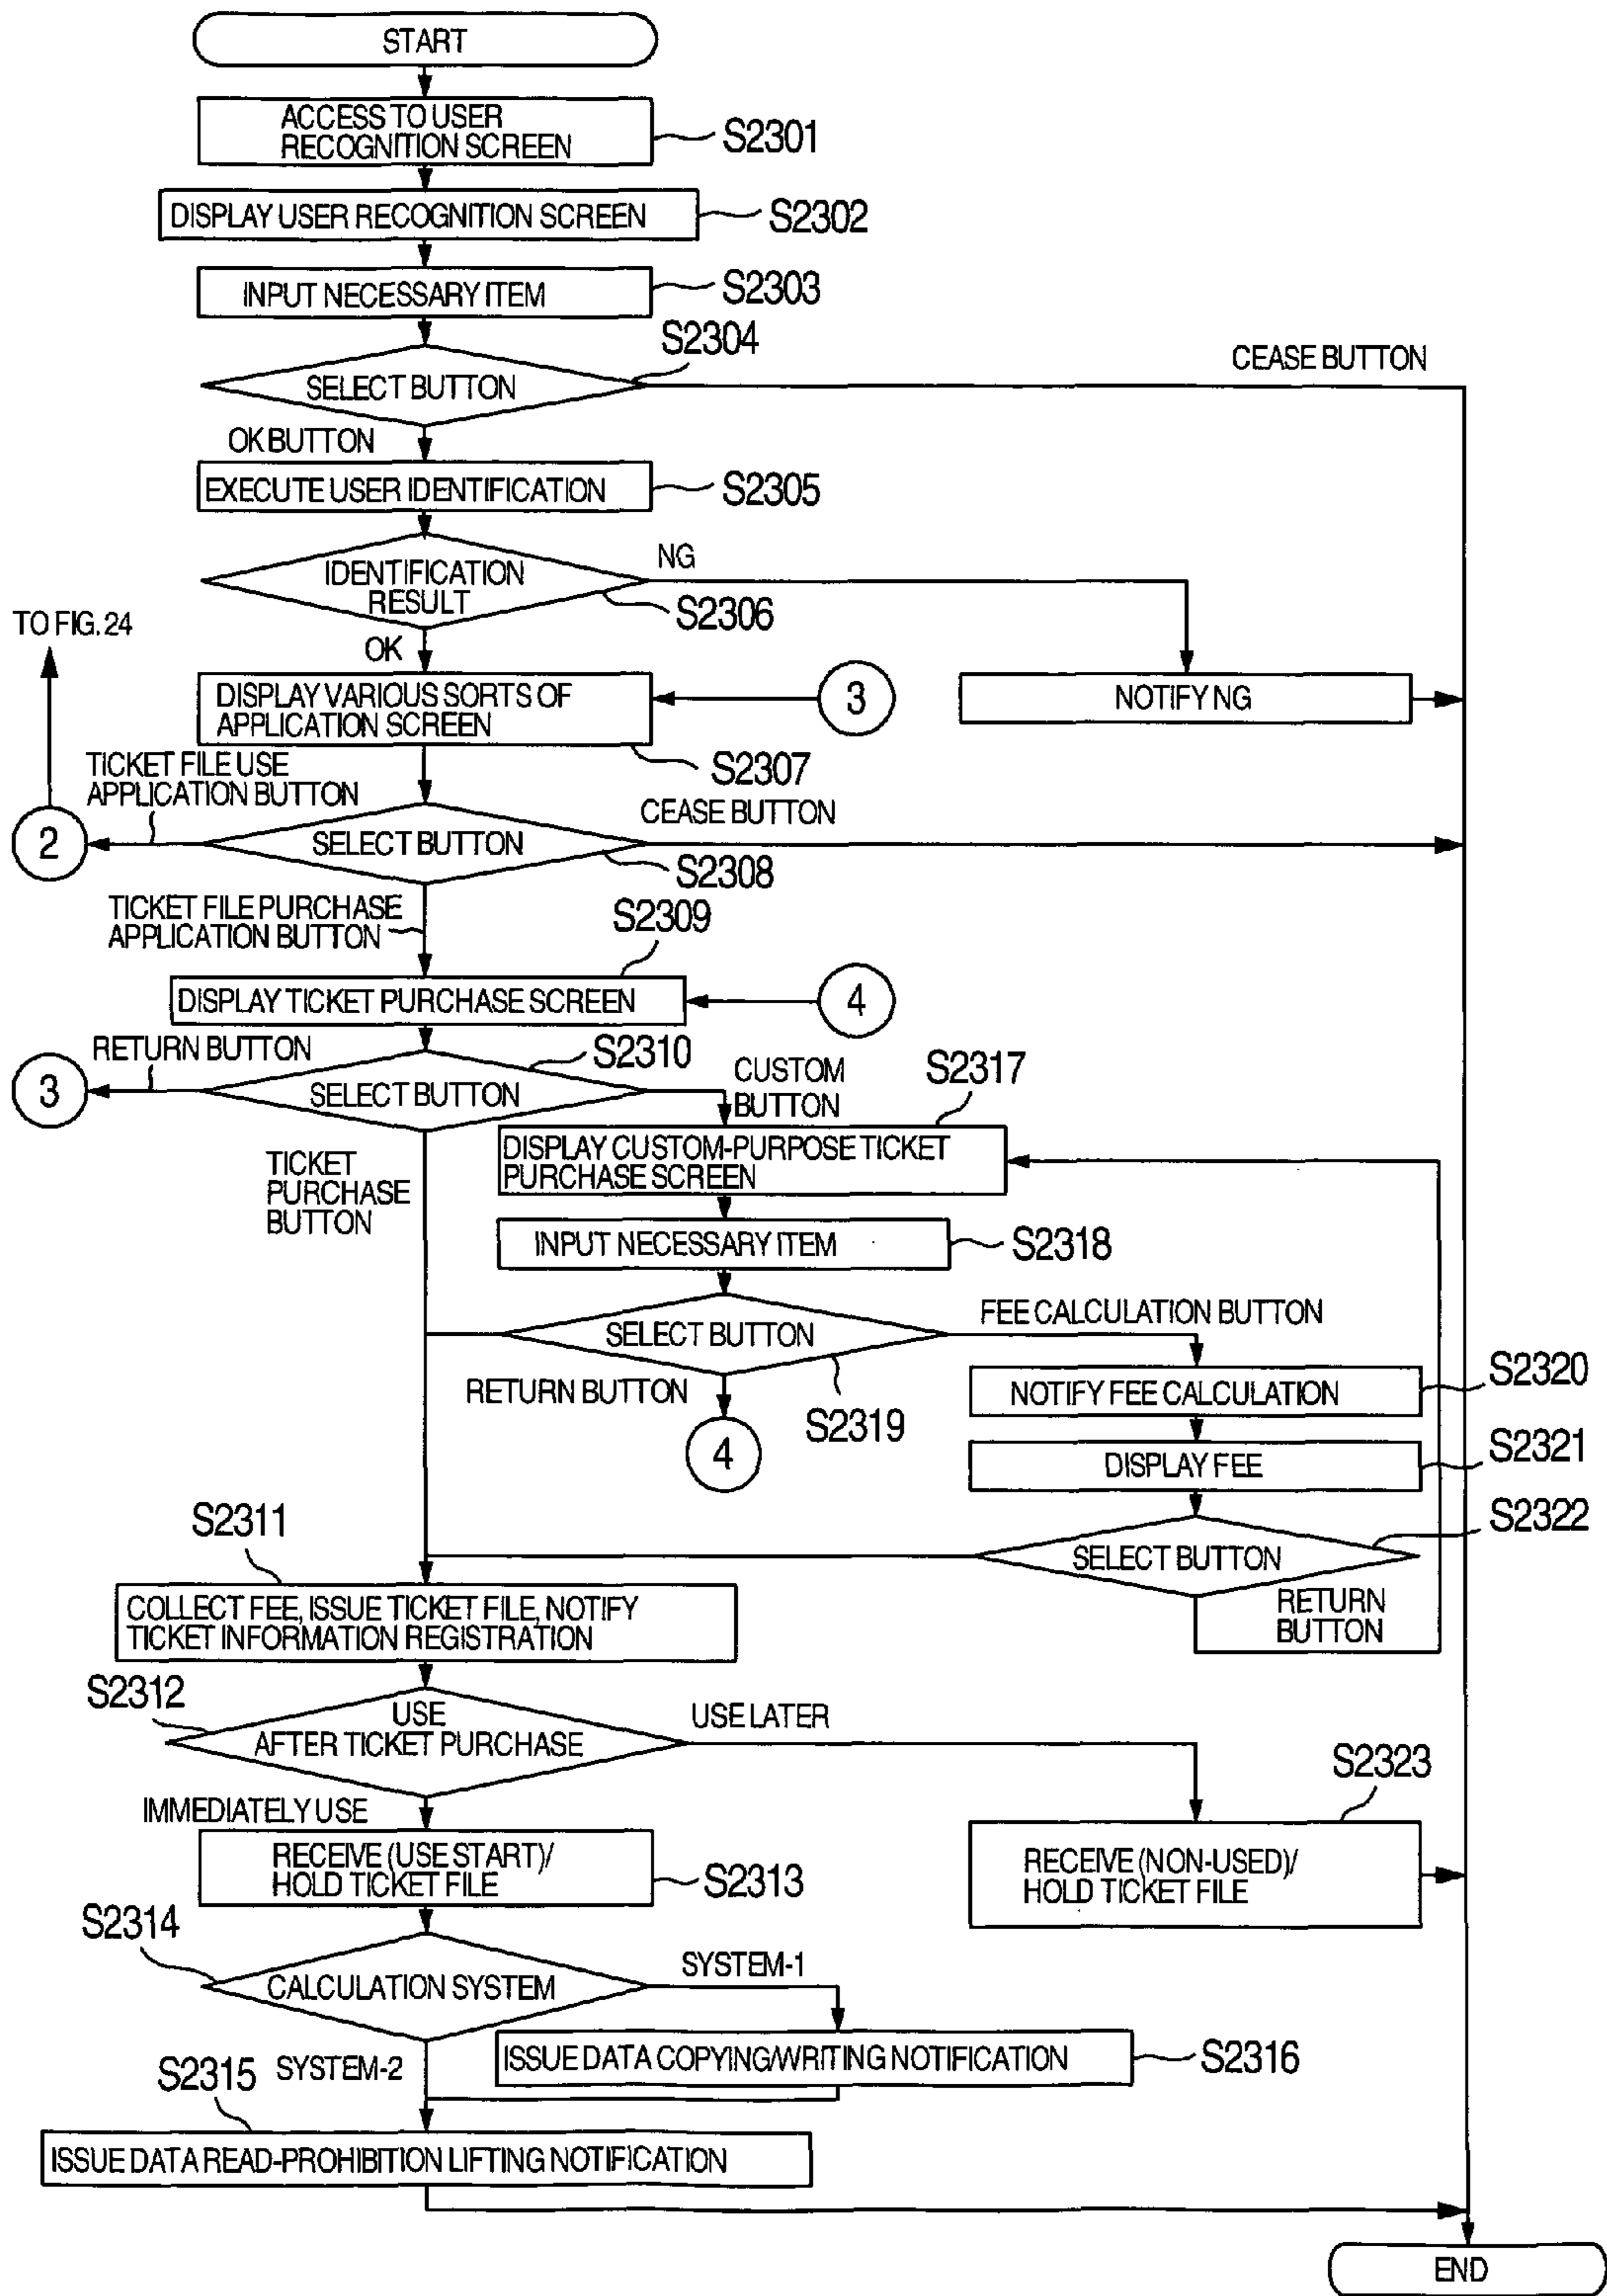 START
ACCESS TO USER
RECOGNITION SCREEN
S2301
DISPLAY USER RECOGNITION SCREEN
S2302
INPUT NECESSARY ITEM
S2303
S2304
SELECT BUTTON
CEASE BUTTON
OK BUTTON
EXECUTE USER IDENTIFICATION
S2305
IDENTIFICATION
RESULT
NG
S2306
TO FIG. 24
OK
DISPLAY VARIOUS SORTS OF
APPLICATION SCREEN
3
NOTIFY NG
S2307
TICKET FILE USE
APPLICATION BUTTON
CEASE BUTTON
2
SELECT BUTTON
S2308
TICKET FILE PURCHASE
APPLICATION BUTTON
S2309
DISPLAY TICKET PURCHASE SCREEN
4
RETURN BUTTON
S2310
3
SELECT BUTTON
CUSTOM
BUTTON
S2317
DISPLAY CUSTOM-PURPOSE TICKET
PURCHASE SCREEN
TICKET
PURCHASE
BUTTON
INPUT NECESSARY ITEM
S2318
SELECT BUTTON
FEE CALCULATION BUTTON
RETURN BUTTON
S2319
4
NOTIFY FEE CALCULATION
S2320
DISPLAY FEE
S2321
S2322
SELECT BUTTON
RETURN
BUTTON
S2311
COLLECT FEE, ISSUE TICKET FILE, NOTIFY
TICKET INFORMATION REGISTRATION
S2312
USE
AFTER TICKET PURCHASE
USE LATER
S2323
IMMEDIATELY USE
RECEIVE (USE START)/
HOLD TICKET FILE
S2313
RECEIVE (NON-USED)/
HOLD TICKET FILE
S2314
CALCULATION SYSTEM
SYSTEM-1
ISSUE DATA COPYING/WRITING NOTIFICATION
S2316
S2315
SYSTEM-2
ISSUE DATA READ-PROHIBITION LIFTING NOTIFICATION
END